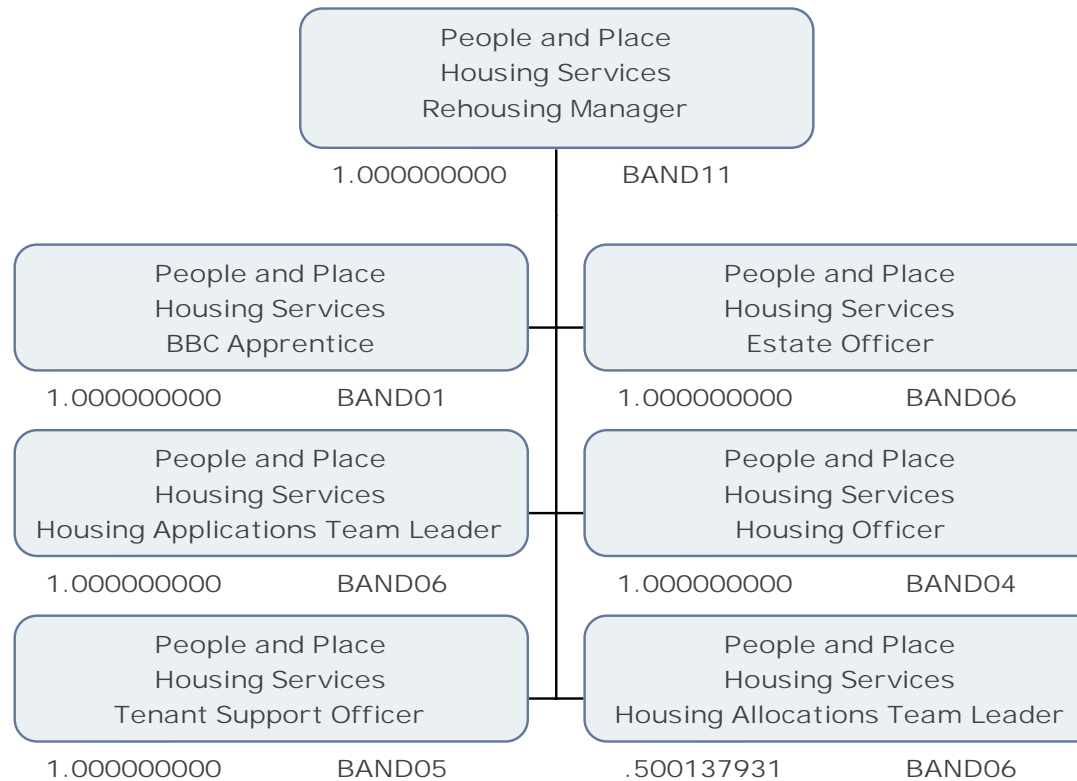 People and Place
Housing Services
Rehousing Manager
1.000000000 BAND11
People and Place
Housing Services
BBC Apprentice
1.000000000 BAND01
People and Place
Housing Services
Estate Officer
1.000000000 BAND06
People and Place
Housing Services
Housing Applications Team Leader
1.000000000 BAND06
People and Place
Housing Services
Housing Officer
1.000000000 BAND04
People and Place
Housing Services
Tenant Support Officer
1.000000000 BAND05
People and Place
Housing Services
Housing Allocations Team Leader
.500137931 BAND06